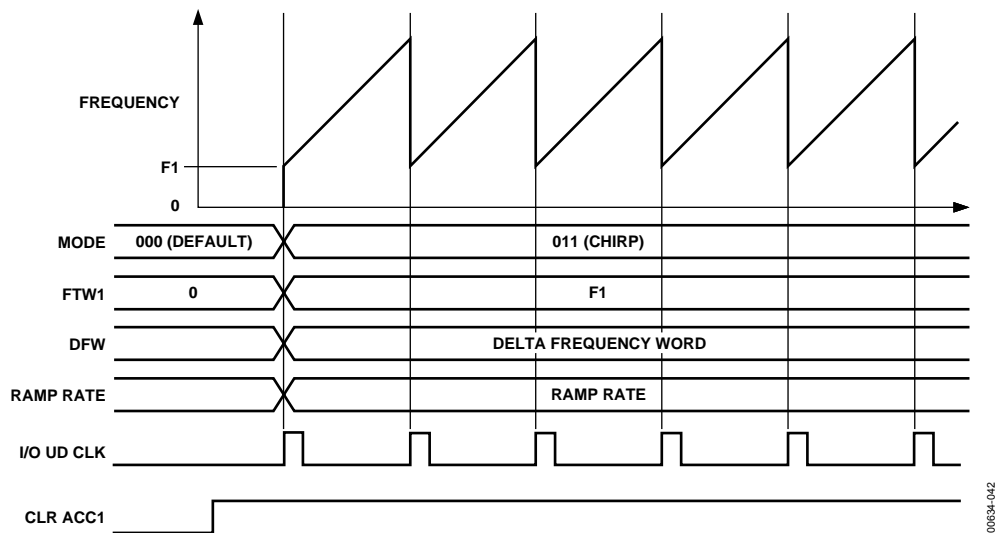 FREQUENCY
F1
0
MODE 000 (DEFAULT) 011 (CHIRP)
FTW1 0 F1
DFW DELTA FREQUENCY WORD
RAMP RATE RAMP RATE
I/O UD CLK
CLR ACC1
00634-042